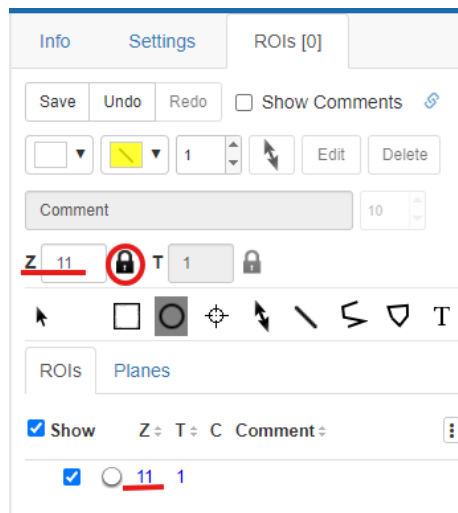 Info Settings ROIs [0]
Save Undo Redo Show Comments
1 Edit Delete
Comment 10
Z 11 T 1
T
ROIs Planes
Show Z T C Comment
11 1